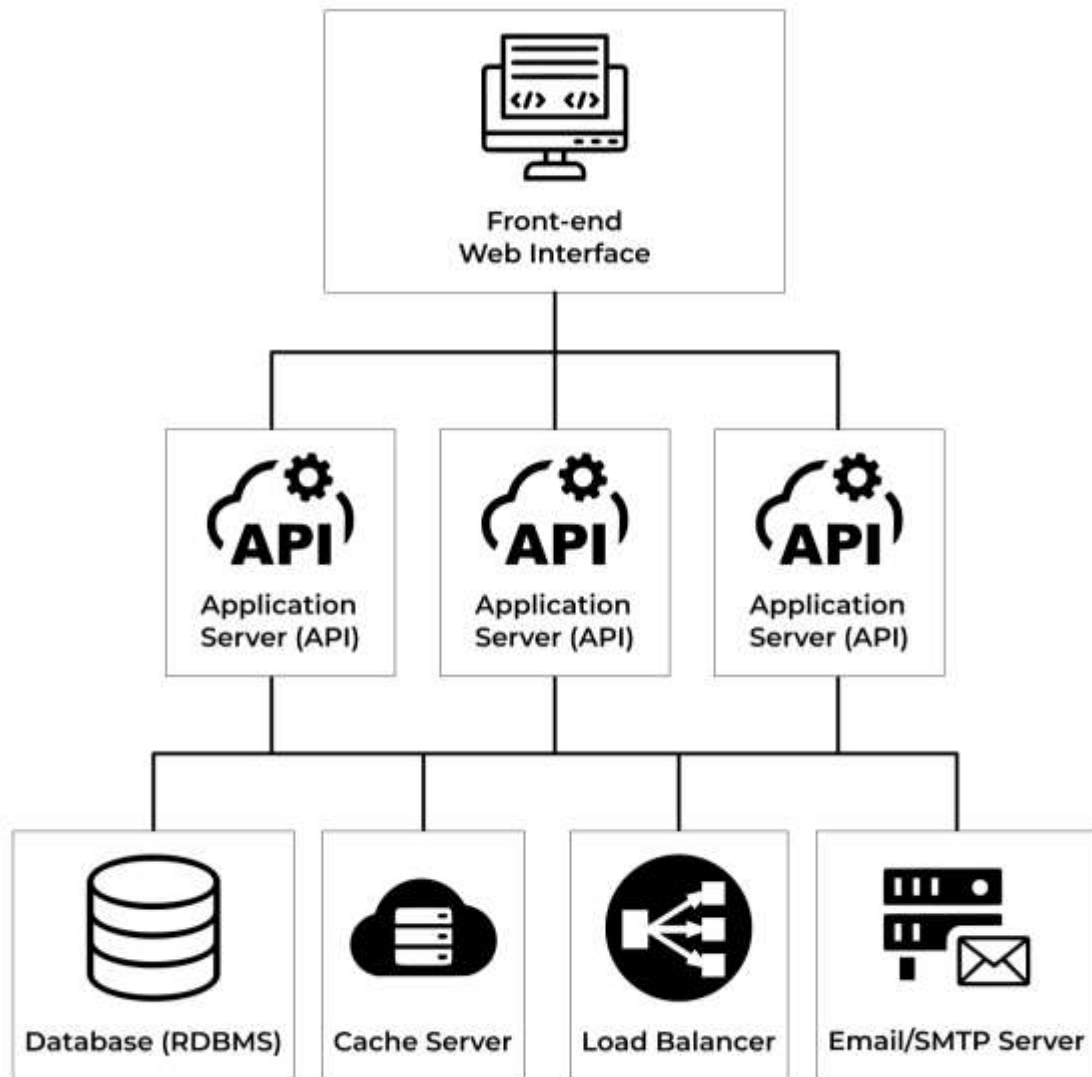 </> </>
Front-end
Web Interface
API
API
API
Application
Server (API)
Application
Server (API)
Application
Server (API)
Database (RDBMS)
Cache Server
Load Balancer
Email/SMTP Server